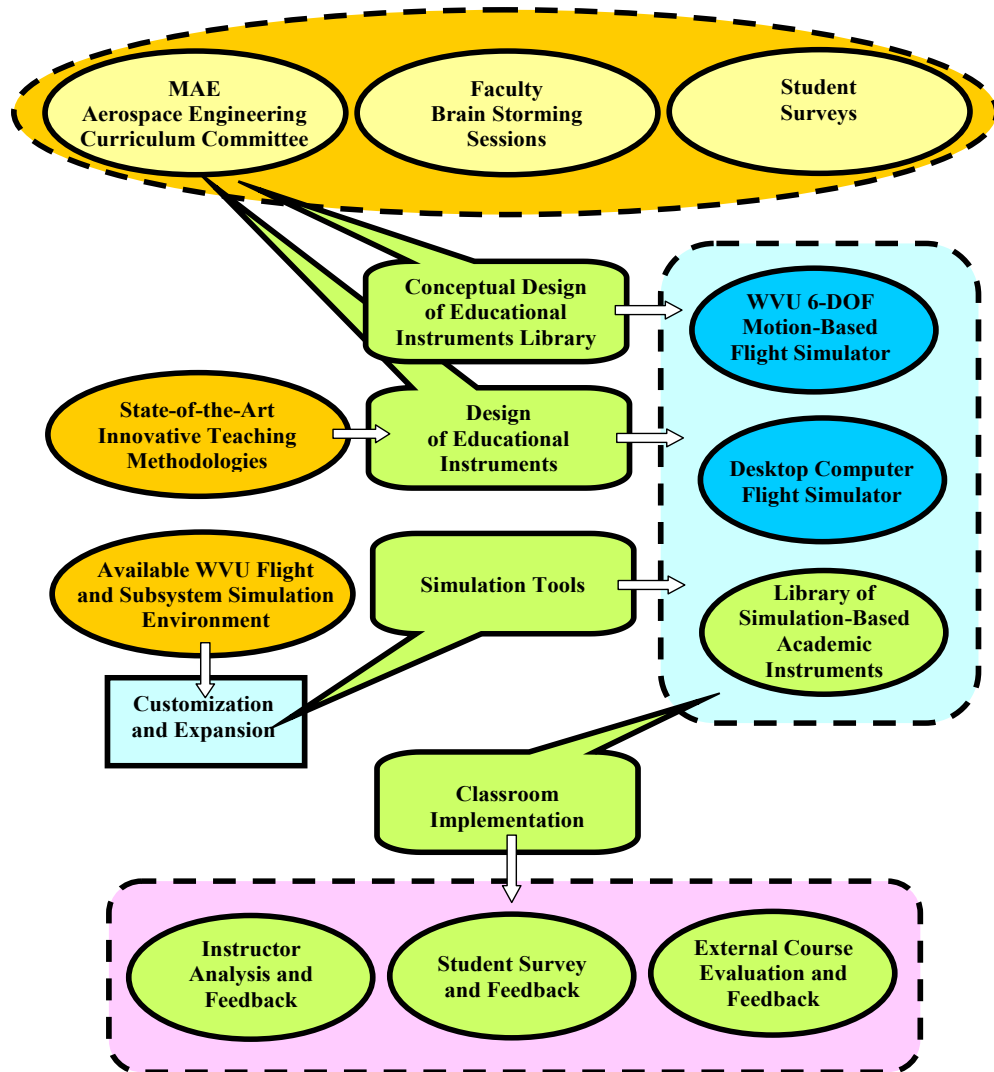 MAE
Aerospace Engineering
Curriculum Committee
Faculty
Brain Storming
Sessions
Student
Surveys
Conceptual Design
of Educational
Instruments Library
WVU 6-DOF
Motion-Based
Flight Simulator
State-of-the-Art
Innovative Teaching
Methodologies
Design
of Educational
Instruments
Desktop Computer
Flight Simulator
Available WVU Flight
and Subsystem Simulation
Environment
Simulation Tools
Library of
Simulation-Based
Academic
Instruments
Customization
and Expansion
Classroom
Implementation
Instructor
Analysis and
Feedback
Student Survey
and Feedback
External Course
Evaluation and
Feedback